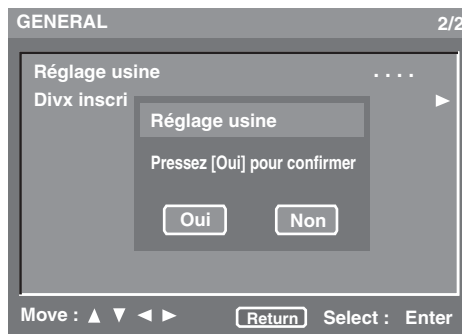 GENERAL 2/2
Réglage usine . . . .
Divx inscri ►
Réglage usine
Pressez [Oui] pour confirmer
Oui Non
Move : ▲ ▼ ◄ ► Return Select : Enter